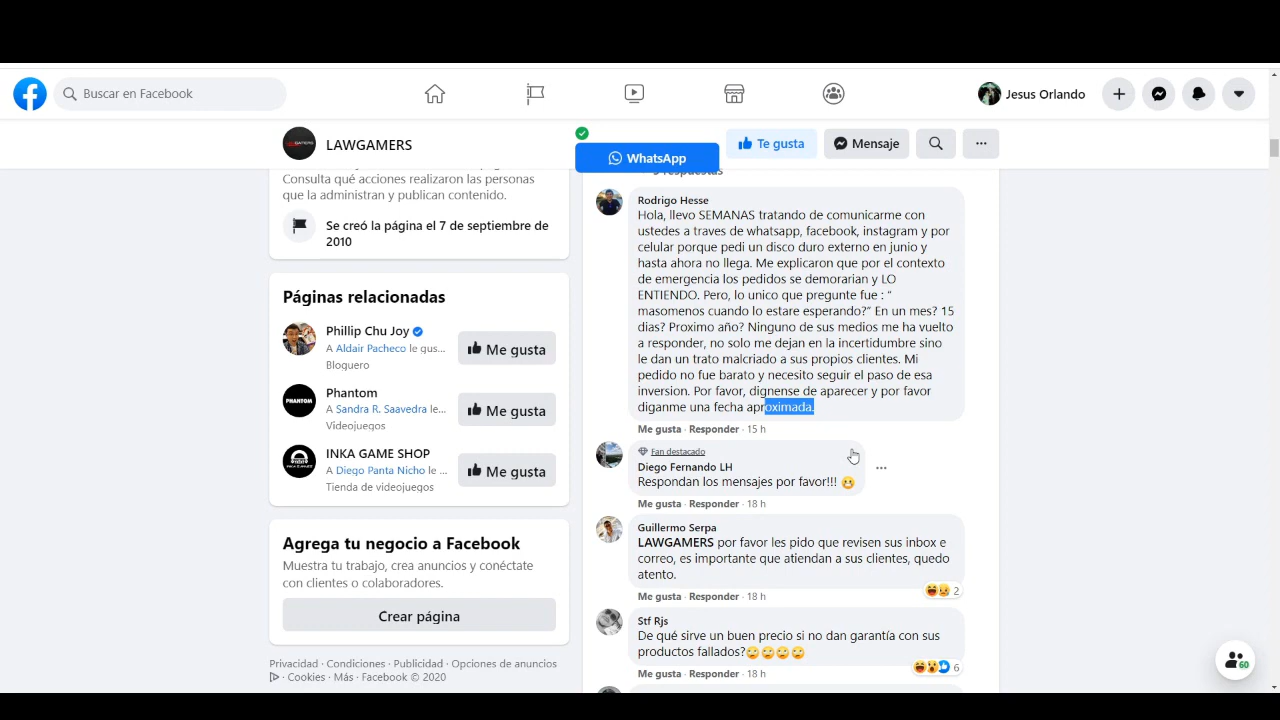 Buscar en Facebook
Jesus Orlando
LAWGAMERS
WhatsApp
Te gusta
Mensaje
Consulta qué acciones realizaron las personas
que la administran y publican contenido.
Se creó la página el 7 de septiembre de
2010
Páginas relacionadas
Phillip Chu Joy
A Aldair Pacheco le gus...
Bloquero
Me gusta
Phantom
A Sandra R. Saavedra le...
Videojuegos
Me gusta
INKA GAME SHOP
A Diego Panta Nicho le ...
Tienda de videojuegos
Me gusta
Agrega tu negocio a Facebook
Muestra tu trabajo, crea anuncios y conéctate
con clientes o colaboradores.
Crear página
Privacidad · Condiciones · Publicidad · Opciones de anuncios
· Cookies · Más · Facebook © 2020
respuestas
Rodrigo Hesse
Hola, llevo SEMANAS tratando de comunicarme con
ustedes a traves de whatsapp, facebook, instagram y por
celular porque pedi un disco duro externo en junio y
hasta ahora no llega. Me explicaron que por el contexto
de emergencia los pedidos se demorarian y LO
ENTIENDO. Pero, lo unico que pregunte fue : “
masomenos cuando lo estare esperando?” En un mes? 15
dias? Proximo año? Ninguno de sus medios me ha vuelto
a responder, no solo me dejan en la incertidumbre sino
le dan un trato malcriado a sus propios clientes. Mi
pedido no fue barato y necesito seguir el paso de esa
inversion. Por favor, dignense de aparecer y por favor
diganme una fecha aproximada.
Me gusta · Responder · 15 h
Fan destacado
Diego Fernando LH
Respondan los mensajes por favor!!! 😬
Me gusta · Responder · 18 h
Guillermo Serpa
LAWGAMERS por favor les pido que revisen sus inbox e
correo, es importante que atiendan a sus clientes, quedo
atento.
2
Me gusta · Responder · 18 h
Stf Rjs
De qué sirve un buen precio si no dan garantía con sus
productos fallados?🙄🙄🙄🙄
6
Me gusta · Responder · 18 h
60